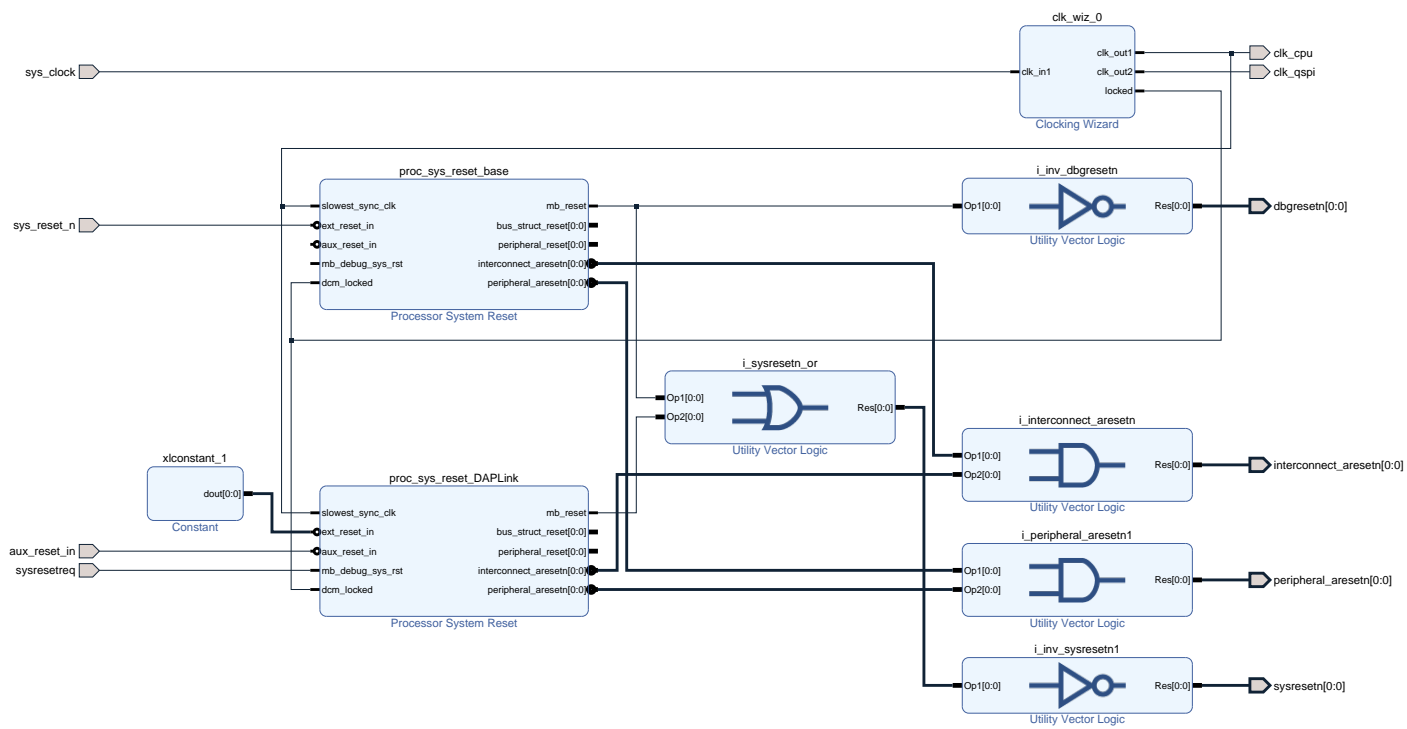 clk_wiz_0
sys_clock
clk_in1
clk_out1
clk_out2
locked
clk_cpu
clk_qspi
Clocking Wizard
proc_sys_reset_base
sys_reset_n
slowest_sync_clk
ext_reset_in
aux_reset_in
mb_debug_sys_rst
dcm_locked
mb_reset
bus_struct_reset[0:0]
peripheral_reset[0:0]
interconnect_aresetn[0:0]
peripheral_aresetn[0:0]
Processor System Reset
i_inv_dbgresetn
Op1[0:0]
Res[0:0]
Utility Vector Logic
dbgresetn[0:0]
i_sysresetn_or
Op1[0:0]
Op2[0:0]
Res[0:0]
Utility Vector Logic
i_interconnect_aresetn
Op1[0:0]
Op2[0:0]
Res[0:0]
Utility Vector Logic
interconnect_aresetn[0:0]
xlconstant_1
dout[0:0]
Constant
aux_reset_in
sysresetreq
proc_sys_reset_DAPLink
slowest_sync_clk
ext_reset_in
aux_reset_in
mb_debug_sys_rst
dcm_locked
mb_reset
bus_struct_reset[0:0]
peripheral_reset[0:0]
interconnect_aresetn[0:0]
peripheral_aresetn[0:0]
Processor System Reset
i_peripheral_aresetn1
Op1[0:0]
Op2[0:0]
Res[0:0]
Utility Vector Logic
peripheral_aresetn[0:0]
i_inv_sysresetn1
Op1[0:0]
Res[0:0]
Utility Vector Logic
sysresetn[0:0]